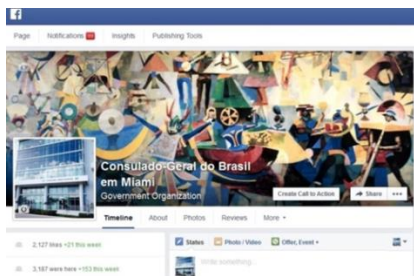 f
Page Notifications Insights Publishing Tools
Consulado-Geral do Brasil
em Miami
Government Organization
Create Call to Action Share •••
Timeline About Photos Reviews More
2.127 likes +21 this week
Status Photo / Video Offer, Event +
3.187 were here +153 this week
Write something...